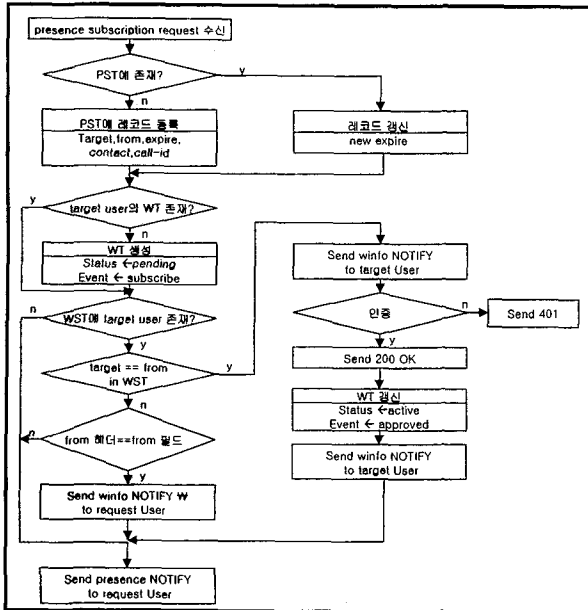 presence subscription request 수신
PST에 존재?
y
n
PST에 레코드 등록
Target,from,expire,
contact,call-id
레코드 갱신
new expire
y
target user의 WT 존재?
n
WT 생성
Status ←pending
Event ← subscribe
Send winfo NOTIFY
to target User
n
WST에 target user 존재?
인증
n
Send 401
y
y
y
target == from
in WST
Send 200 OK
n
WT 갱신
Status ←active
Event ← approved
n
from 헤더==from 필드
Send winfo NOTIFY
to target User
y
Send winfo NOTIFY ₩
to request User
Send presence NOTIFY
to request User